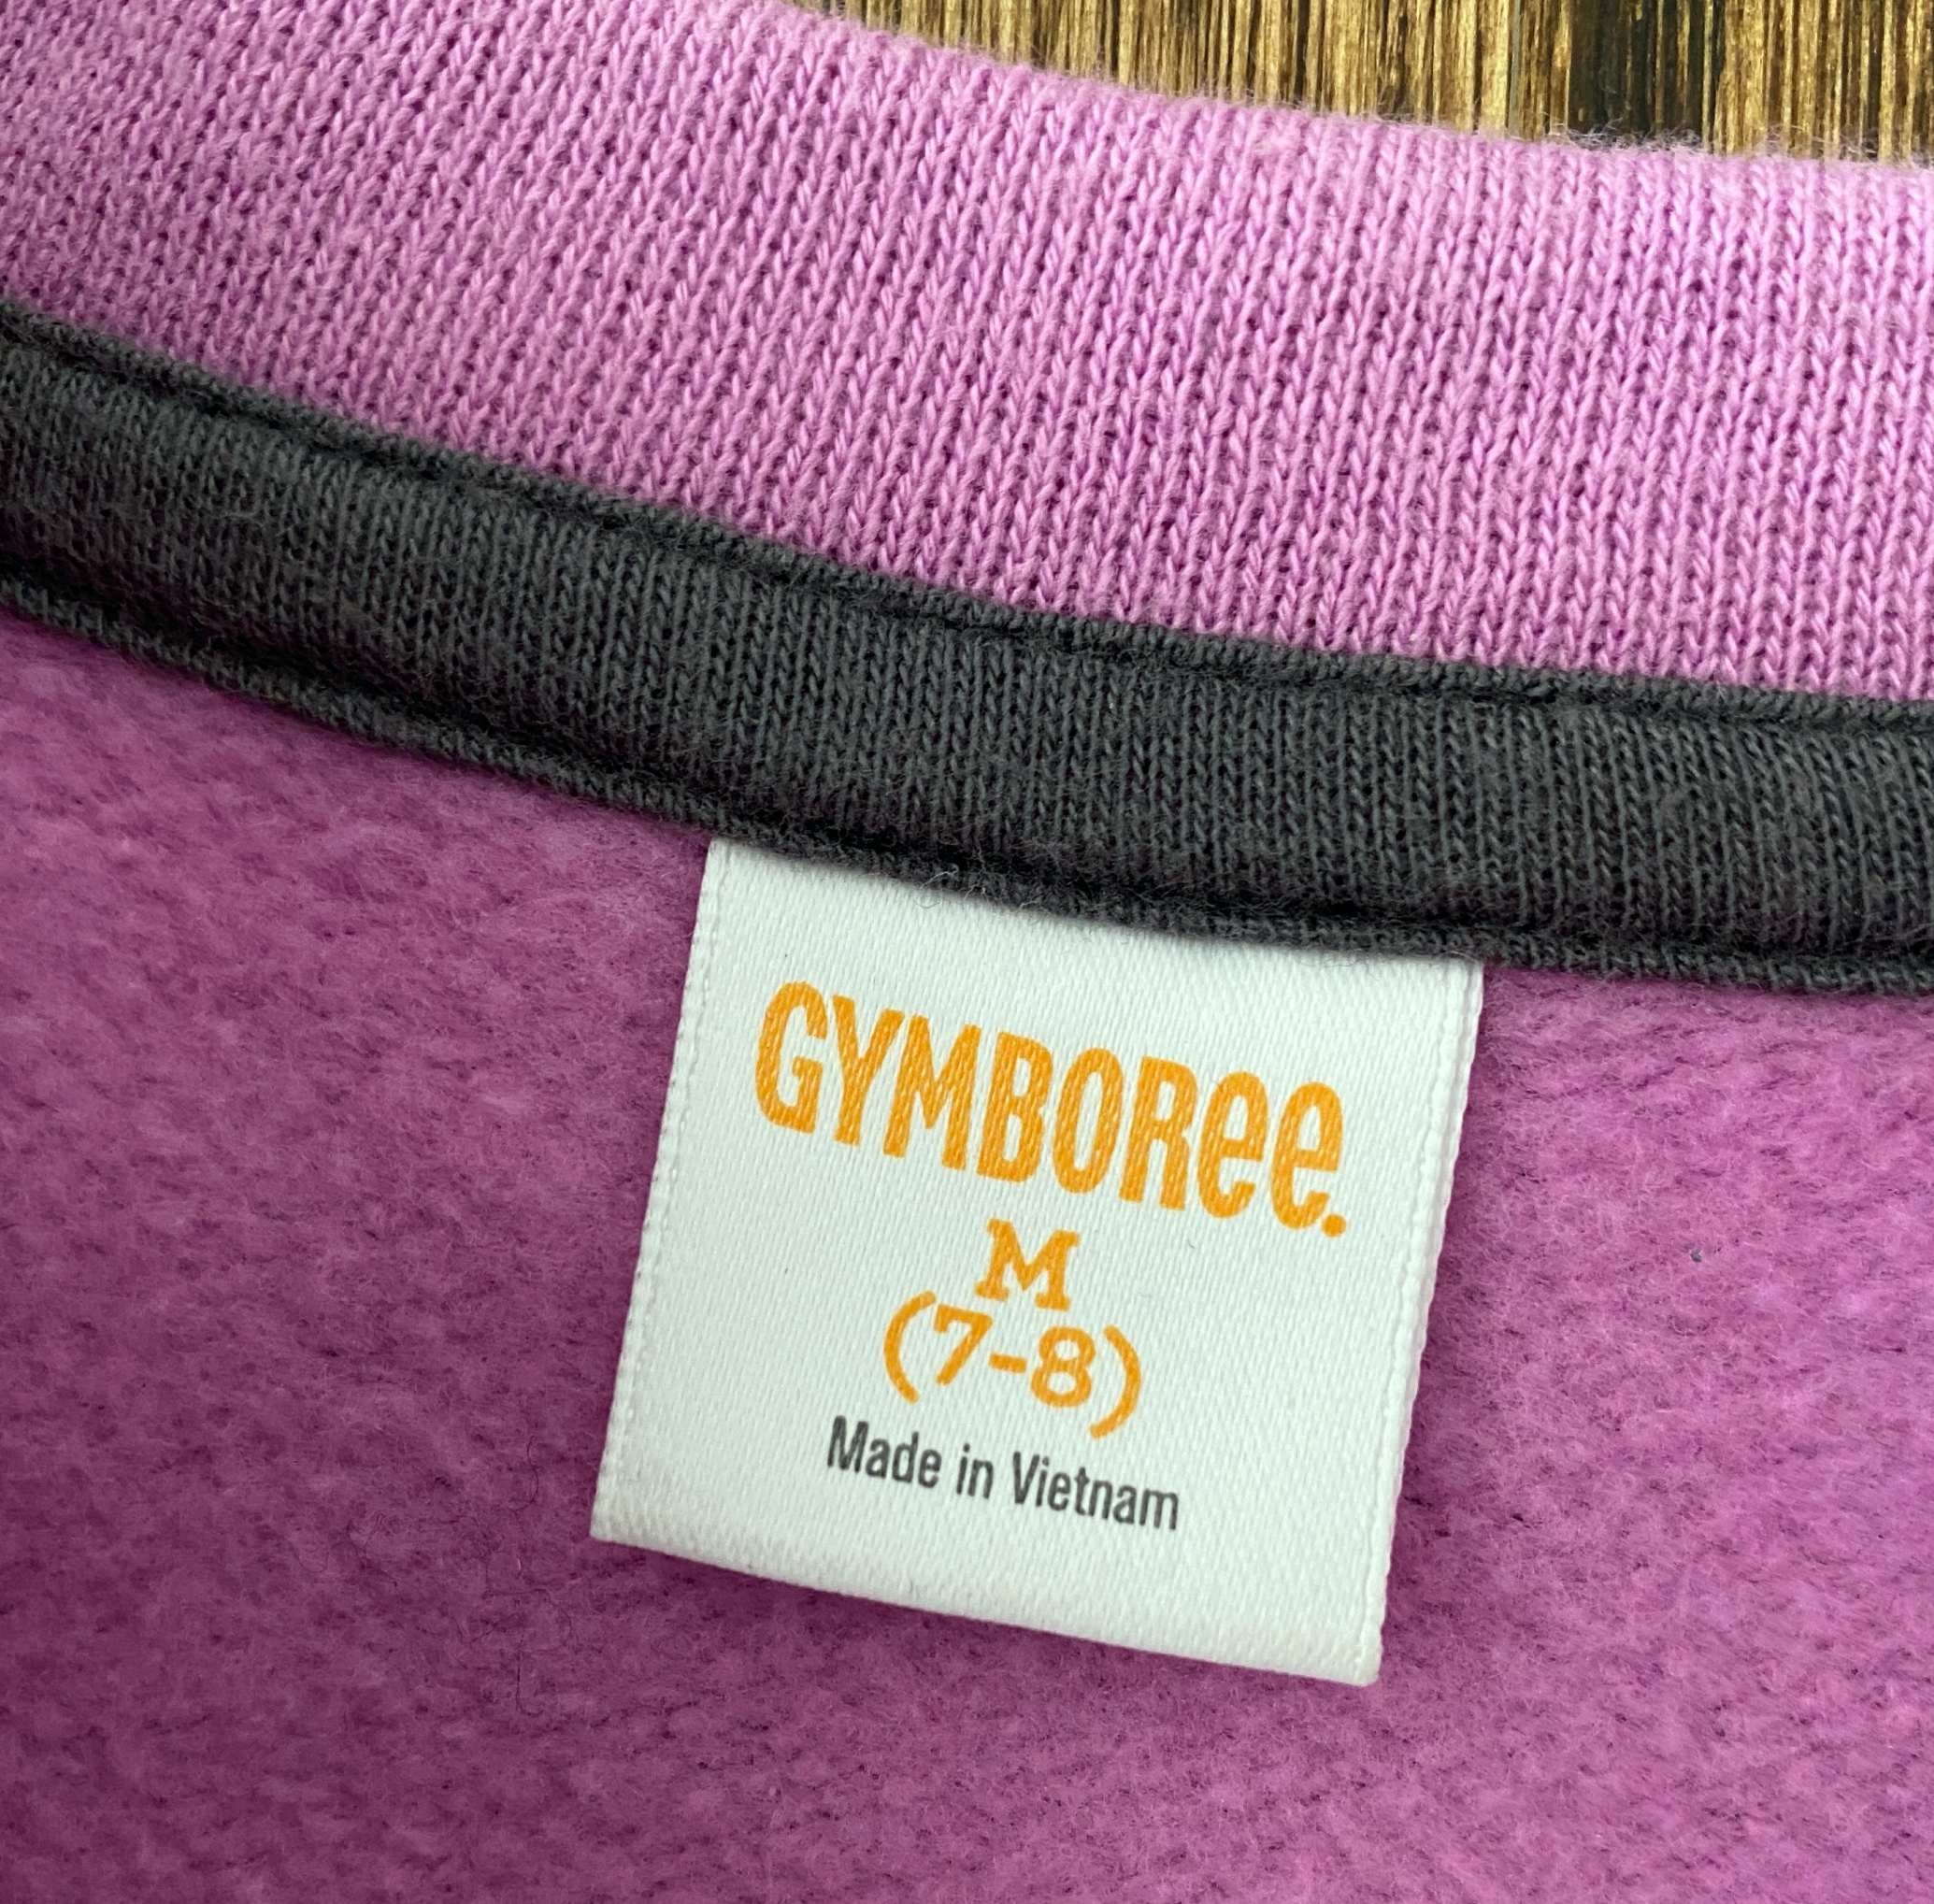 GYMBOREE.
M
(7-8)
Made in Vietnam